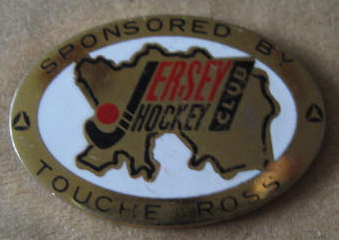 SPONSORED BY
JERSEY
HOCKEY
CLUB
TOUCHE ROSS